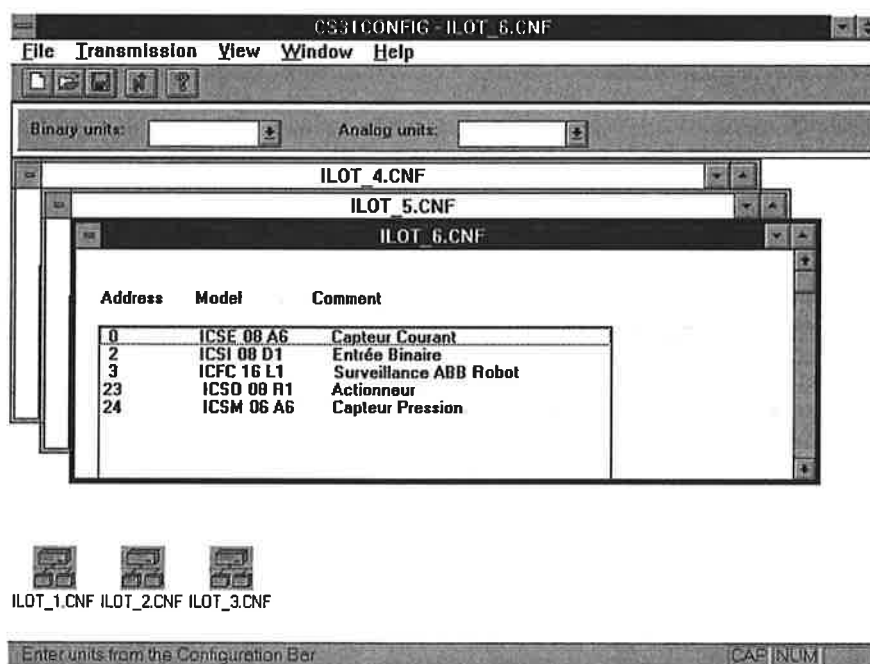 CS31CONFIG - ILOT_6.CNF
File Transmission View Window Help
Binary units: Analog units:
ILOT_4.CNF
ILOT_5.CNF
ILOT_6.CNF
Address Model Comment
0 ICSE 08 A6 Capteur Courant
2 ICSI 08 D1 Entrée Binaire
3 ICFC 16 L1 Surveillance ABB Robot
23 ICSO 08 R1 Actionneur
24 ICSM 06 A6 Capteur Pression
ILOT_1.CNF ILOT_2.CNF ILOT_3.CNF
Enter units from the Configuration Bar CAP NUM